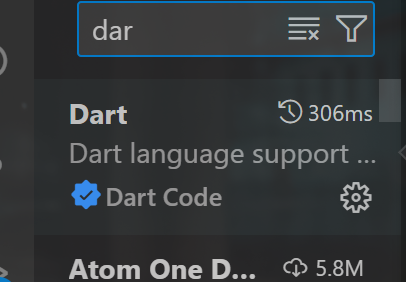 dar
Dart
306ms
Dart language support ...
Dart Code
Atom One D...
5.8M